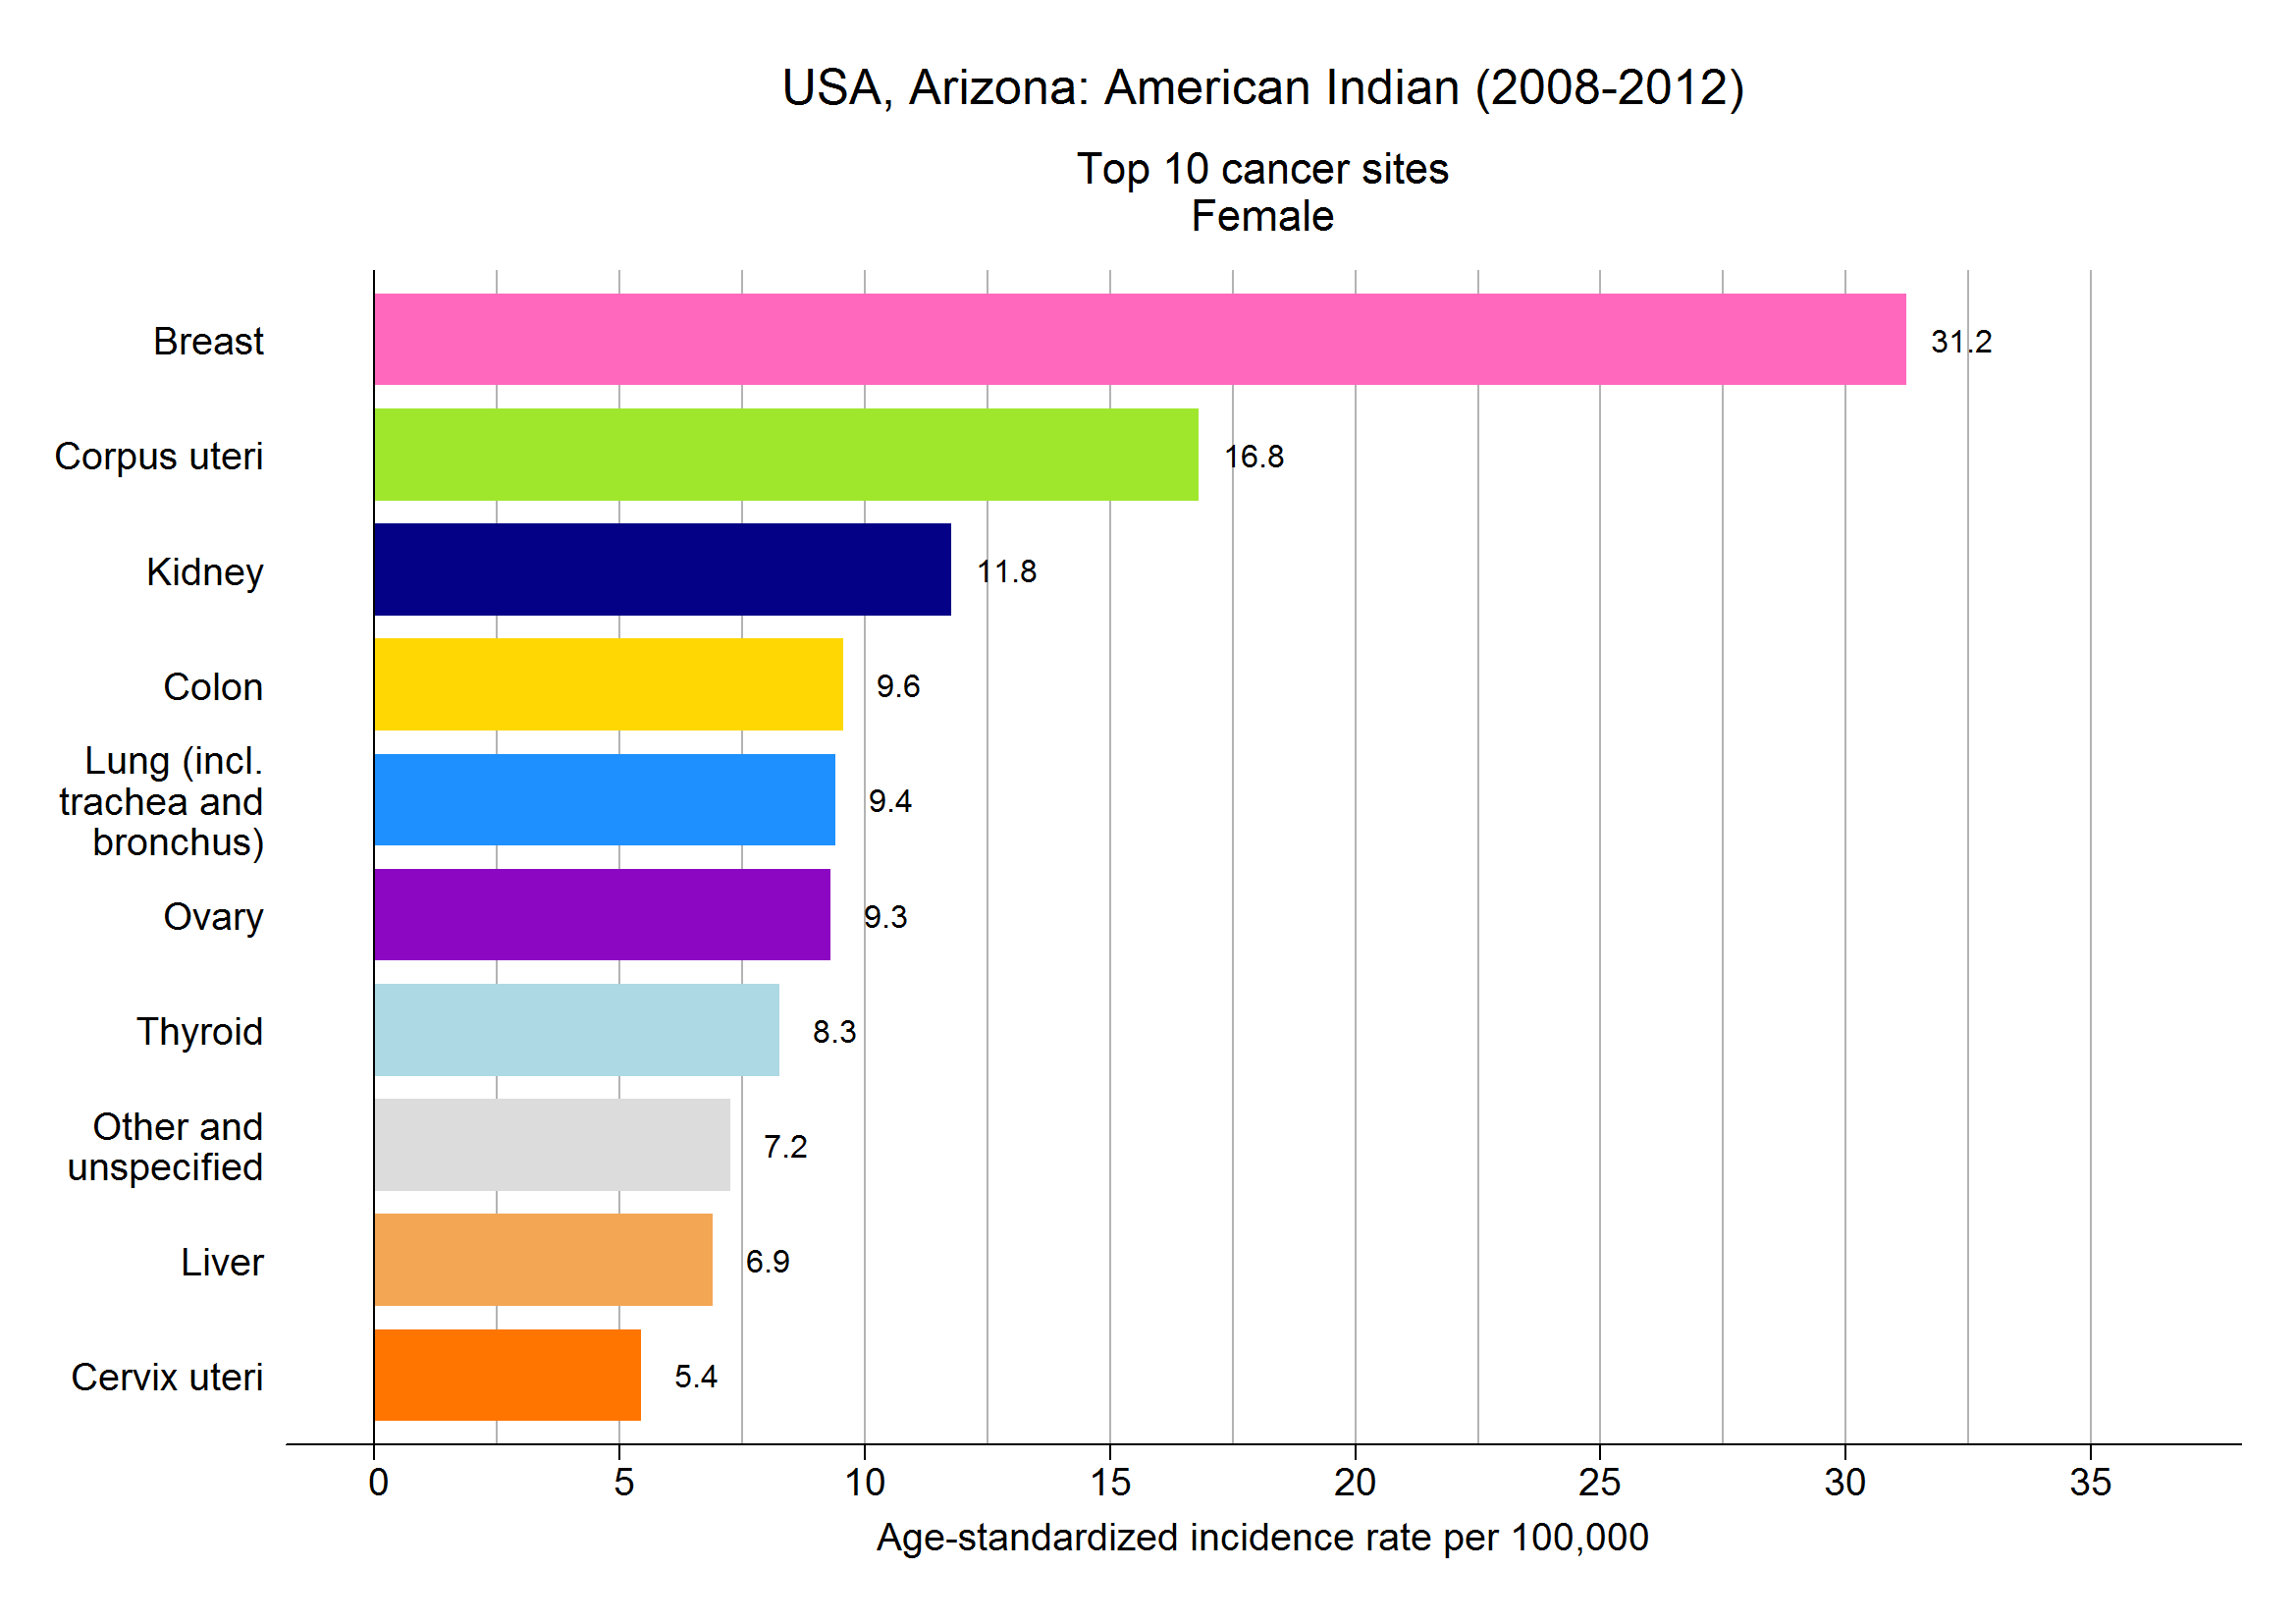 USA, Arizona: American Indian (2008-2012)
Top 10 cancer sites
Female
Breast
31.2
Corpus uteri
16.8
Kidney
11.8
Colon
9.6
Lung (incl.
trachea and
bronchus)
9.4
Ovary
9.3
Thyroid
8.3
Other and
unspecified
7.2
Liver
6.9
Cervix uteri
5.4
0 5 10 15 20 25 30 35
Age-standardized incidence rate per 100,000